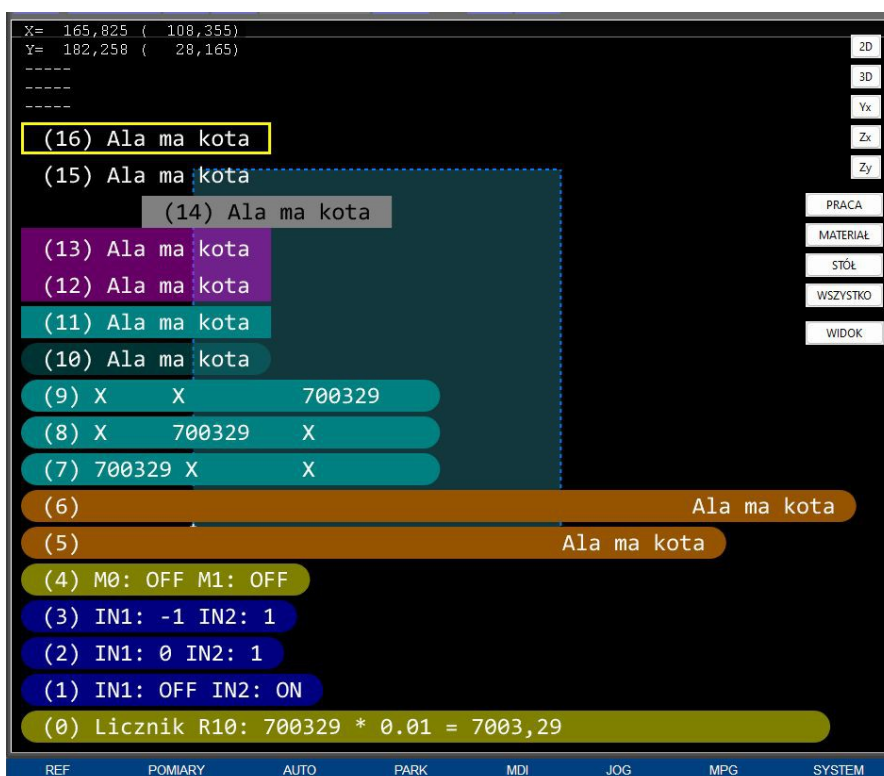 X=  165,825 (  108,355)
Y=  182,258 (   28,165)
-----
-----
-----
2D
3D
Yx
Zx
Zy
PRACA
MATERIAŁ
STÓŁ
WSZYSTKO
WIDOK
(16) Ala ma kota
(15) Ala ma kota
(14) Ala ma kota
(13) Ala ma kota
(12) Ala ma kota
(11) Ala ma kota
(10) Ala ma kota
(9) X    X         700329
(8) X    700329    X
(7) 700329 X        X
(6) Ala ma kota
(5) Ala ma kota
(4) M0: OFF M1: OFF
(3) IN1: -1 IN2: 1
(2) IN1: 0 IN2: 1
(1) IN1: OFF IN2: ON
(0) Licznik R10: 700329 * 0.01 = 7003,29
REF POMIARY AUTO PARK MDI JOG MPG SYSTEM